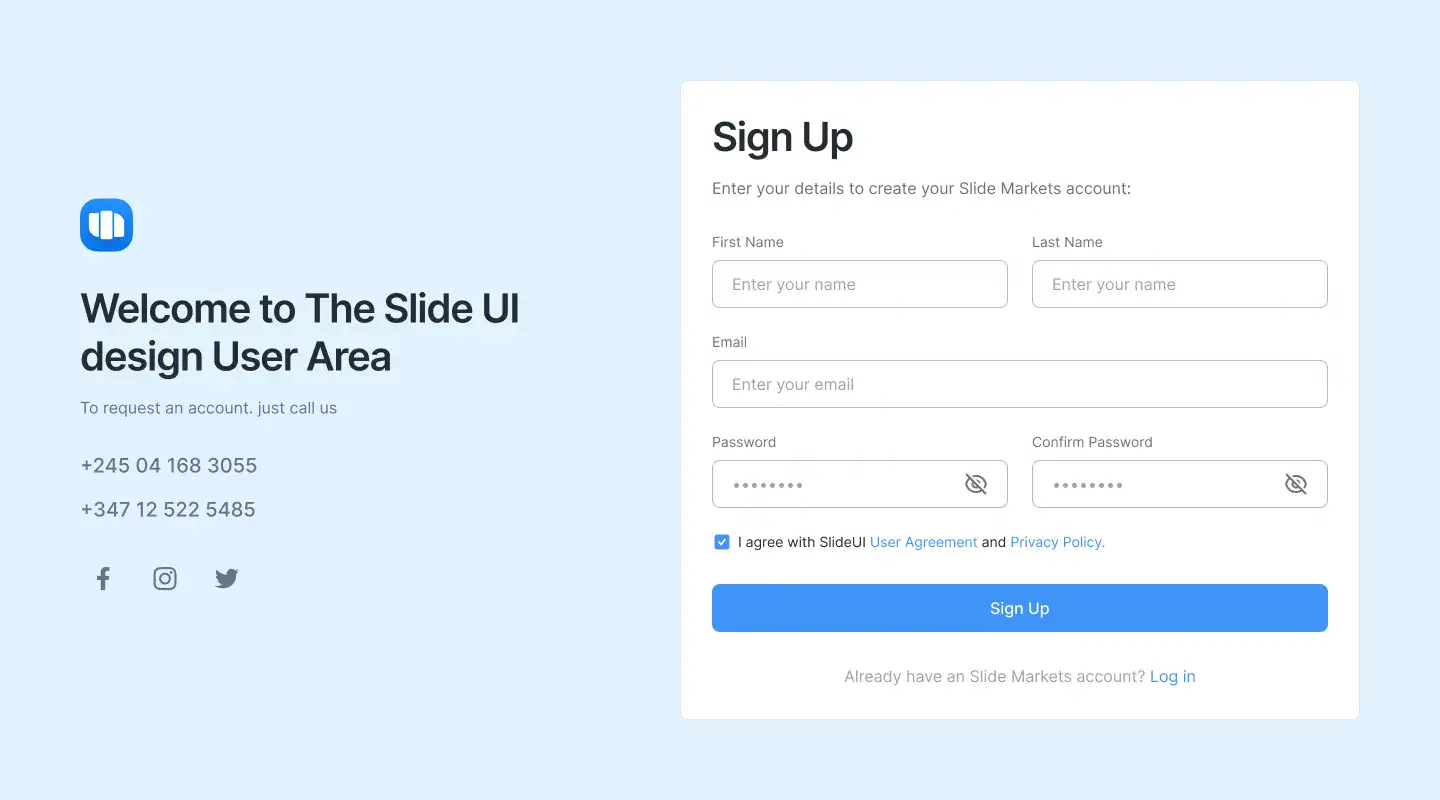 Welcome to The Slide UI
design User Area
To request an account. just call us
+245 04 168 3055
+347 12 522 5485
Sign Up
Enter your details to create your Slide Markets account:
First Name
Last Name
Enter your name
Enter your name
Email
Enter your email
Password
Confirm Password
I agree with SlideUI User Agreement and Privacy Policy.
Sign Up
Already have an Slide Markets account? Log in